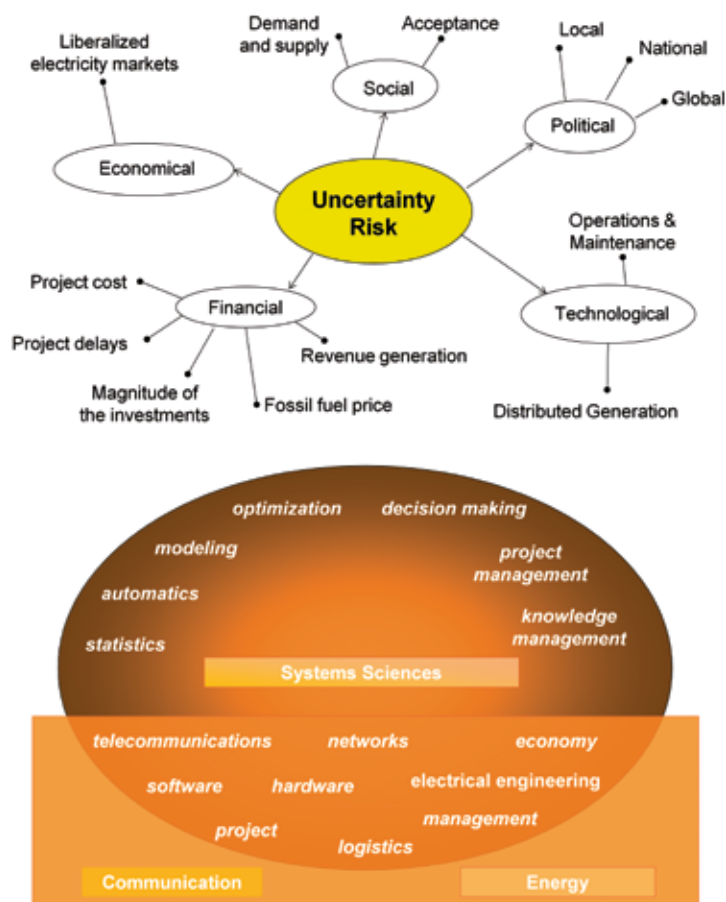 Demand
and supply
Acceptance
Local
National
Global
Liberalized
electricity markets
Social
Political
Economical
Uncertainty
Risk
Operations &
Maintenance
Project cost
Financial
Technological
Project delays
Revenue generation
Magnitude of
the investments
Fossil fuel price
Distributed Generation
optimization
decision making
modeling
project
management
automatics
knowledge
management
statistics
Systems Sciences
telecommunications
networks
economy
software
hardware
electrical engineering
project
management
logistics
Communication
Energy